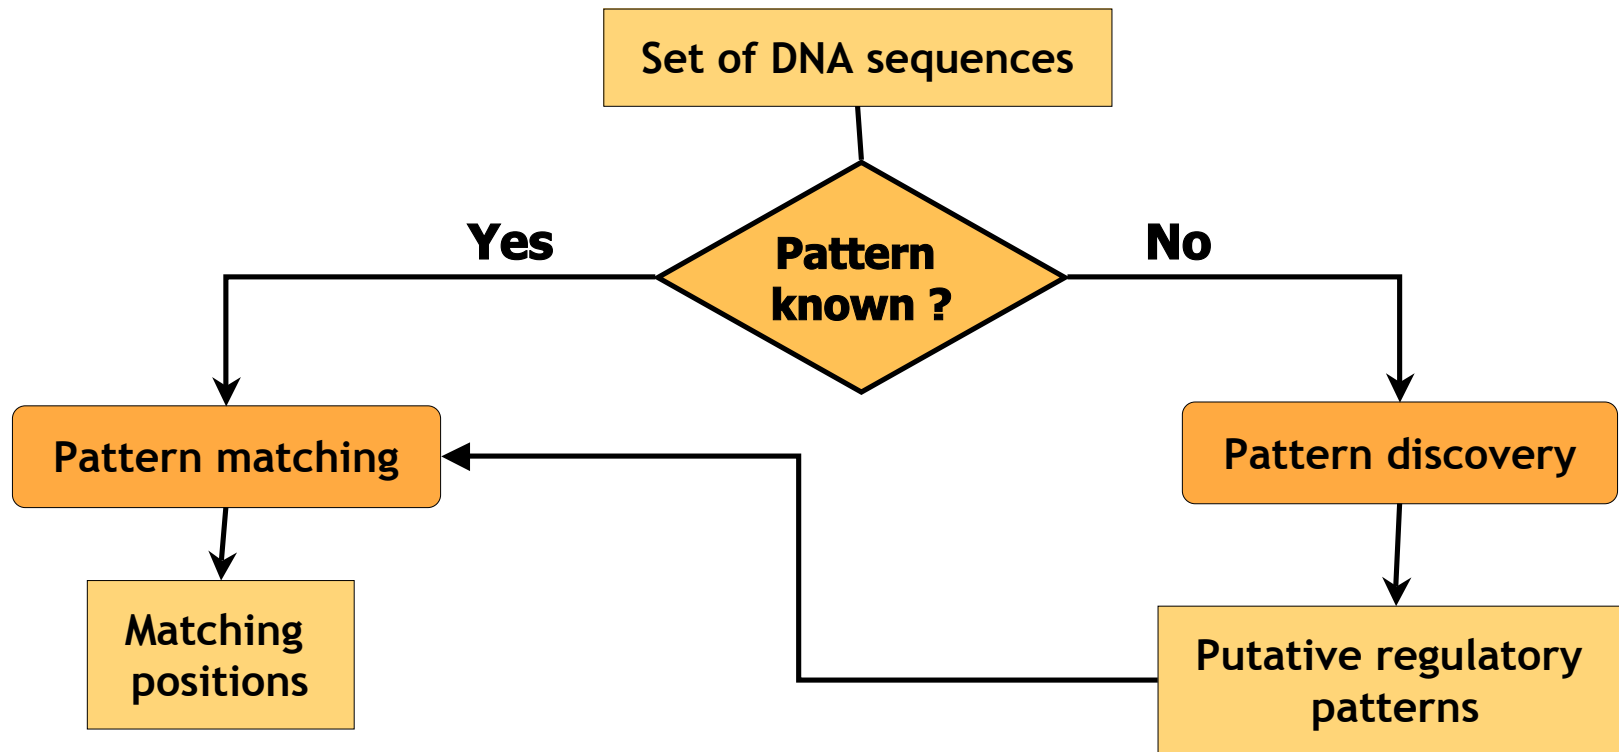 Set of DNA sequences
Yes
No
Pattern
known ?
Pattern matching
Pattern discovery
Matching
positions
Putative regulatory
patterns